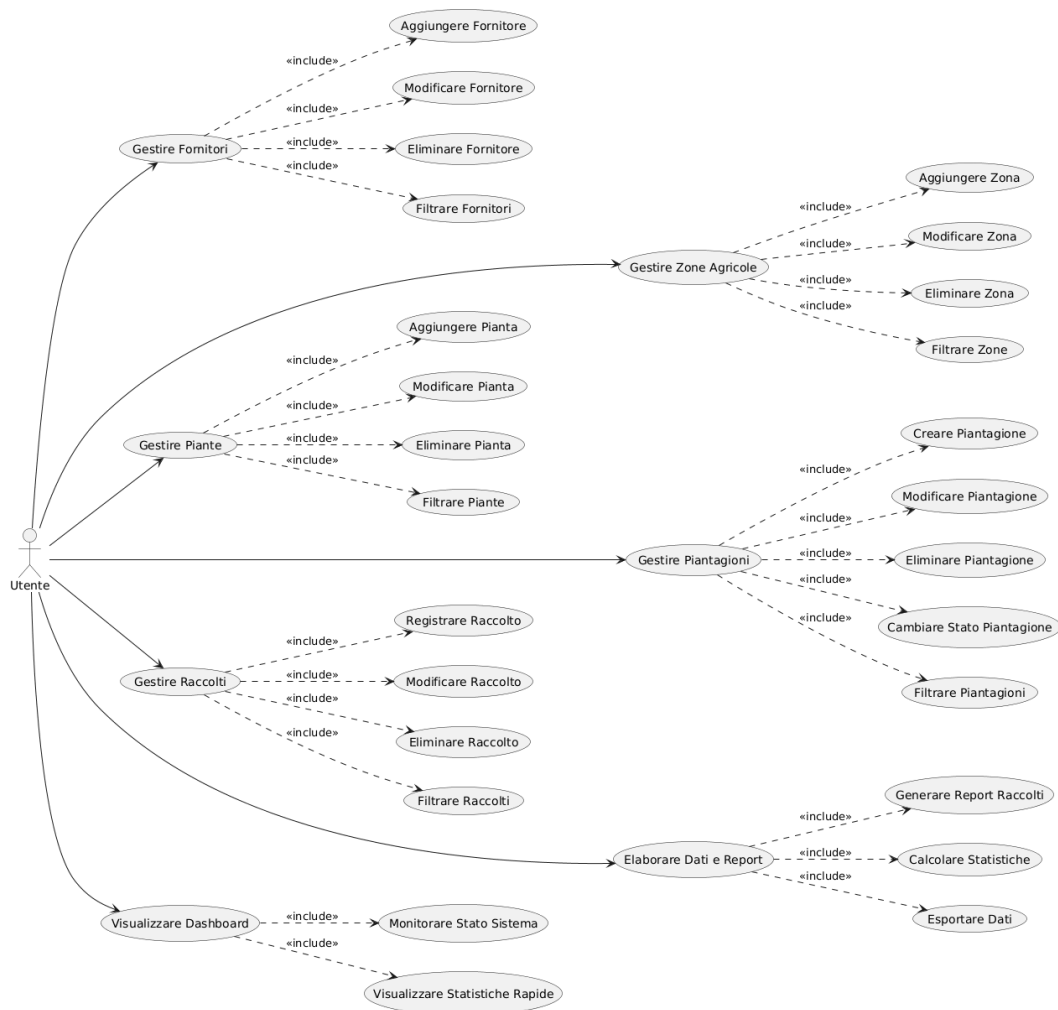 Aggiungere Fornitore
«include»
Modificare Fornitore
«include»
Gestire Fornitori
«include»
Eliminare Fornitore
«include»
Filtrare Fornitori
Aggiungere Zona
«include»
Modificare Zona
«include»
Gestire Zone Agricole
«include»
Eliminare Zona
«include»
Filtrare Zone
Aggiungere Pianta
«include»
Modificare Pianta
«include»
Gestire Piante
«include»
Eliminare Pianta
«include»
Filtrare Piante
Creare Piantagione
«include»
Modificare Piantagione
«include»
Gestire Piantagioni
«include»
Eliminare Piantagione
«include»
Cambiare Stato Piantagione
«include»
Filtrare Piantagioni
Utente
Registrare Raccolto
«include»
Gestire Raccolti
«include»
Modificare Raccolto
«include»
Eliminare Raccolto
«include»
Filtrare Raccolti
Generare Report Raccolti
«include»
Elaborare Dati e Report
«include»
Calcolare Statistiche
«include»
Esportare Dati
Visualizzare Dashboard
«include»
Monitorare Stato Sistema
«include»
Visualizzare Statistiche Rapide